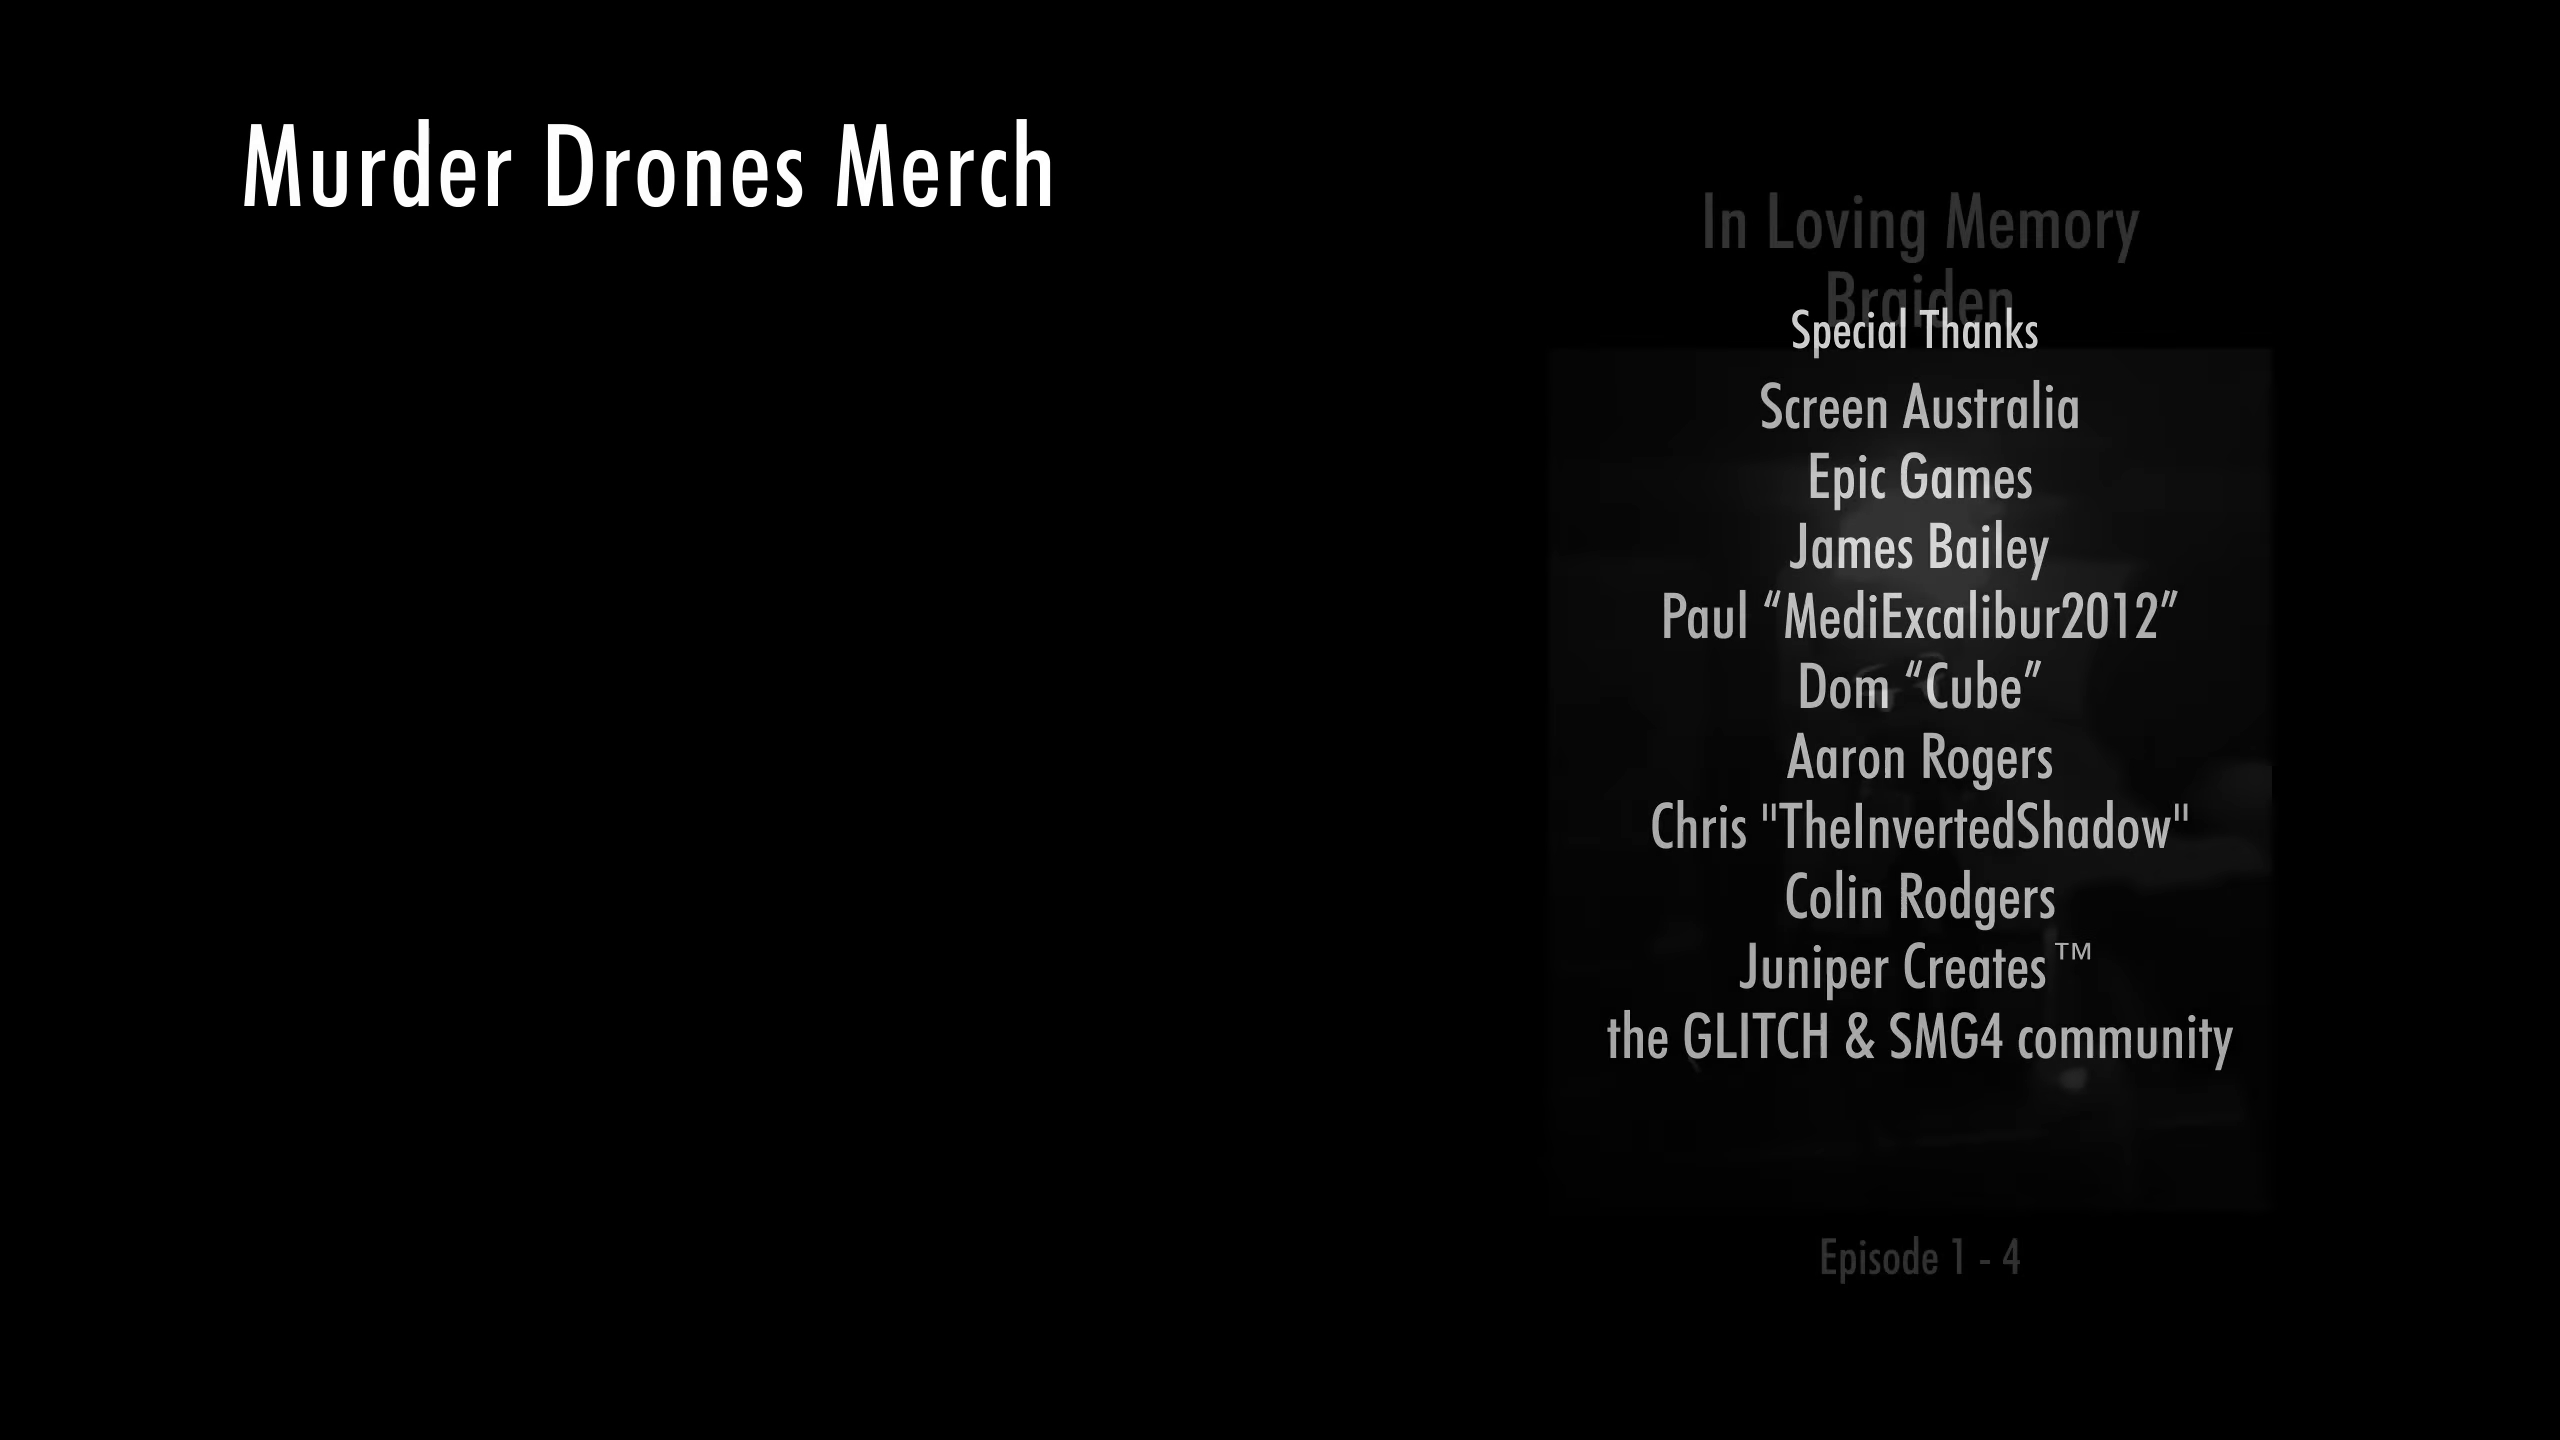 Murder Drones Merch
In Loving Memory
Braiden
Special Thanks
Screen Australia
Epic Games
James Bailey
Paul “MediExcalibur2012”
Dom “Cube”
Aaron Rogers
Chris "TheInvertedShadow"
Colin Rodgers
Juniper Creates™
the GLITCH & SMG4 community
Episode 1 - 4